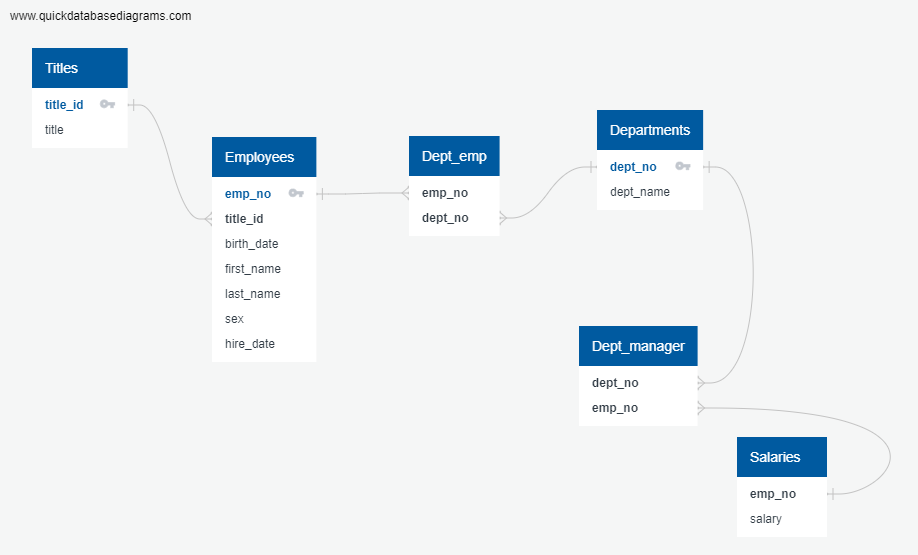 www.quickdatabasediagrams.com
Titles
title_id
title
Employees
emp_no
title_id
birth_date
first_name
last_name
sex
hire_date
Dept_emp
emp_no
dept_no
Departments
dept_no
dept_name
Dept_manager
dept_no
emp_no
Salaries
emp_no
salary